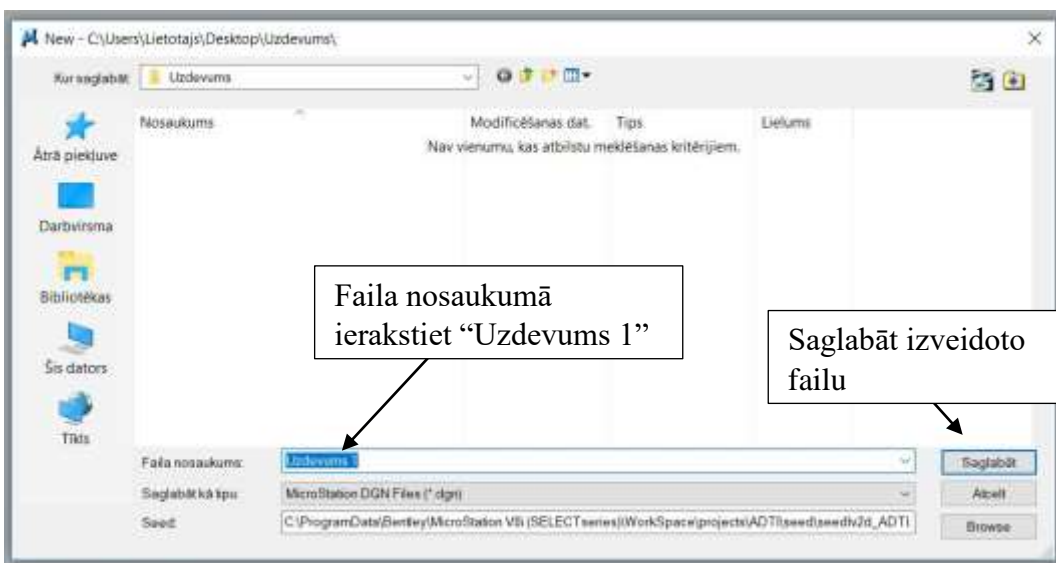 New - C:\Users\Lietotajs\Desktop\Uzdevums\
Kur saglabāt: Uzdevums
Nosaukums Modificēšanas dat. Tips Lielums
Nav vienumu, kas atbilstu meklēšanas kritērijiem.
Ātrā piekļuve
Darbvirsma
Bibliotēkas
Šis dators
Tīkls
Faila nosaukumā
ierakstiet “Uzdevums 1”
Saglabāt izveidoto
failu
Faila nosaukums: Uzdevums 1 Saglabāt
Saglabāt kā tipu: MicroStation DGN Files (*.dgn) Atcelt
Seed: C:\ProgramData\Bentley\MicroStation V8i (SELECTseries)\WorkSpace\projects\ADTI\seed\seediv2d_ADTI. Browse